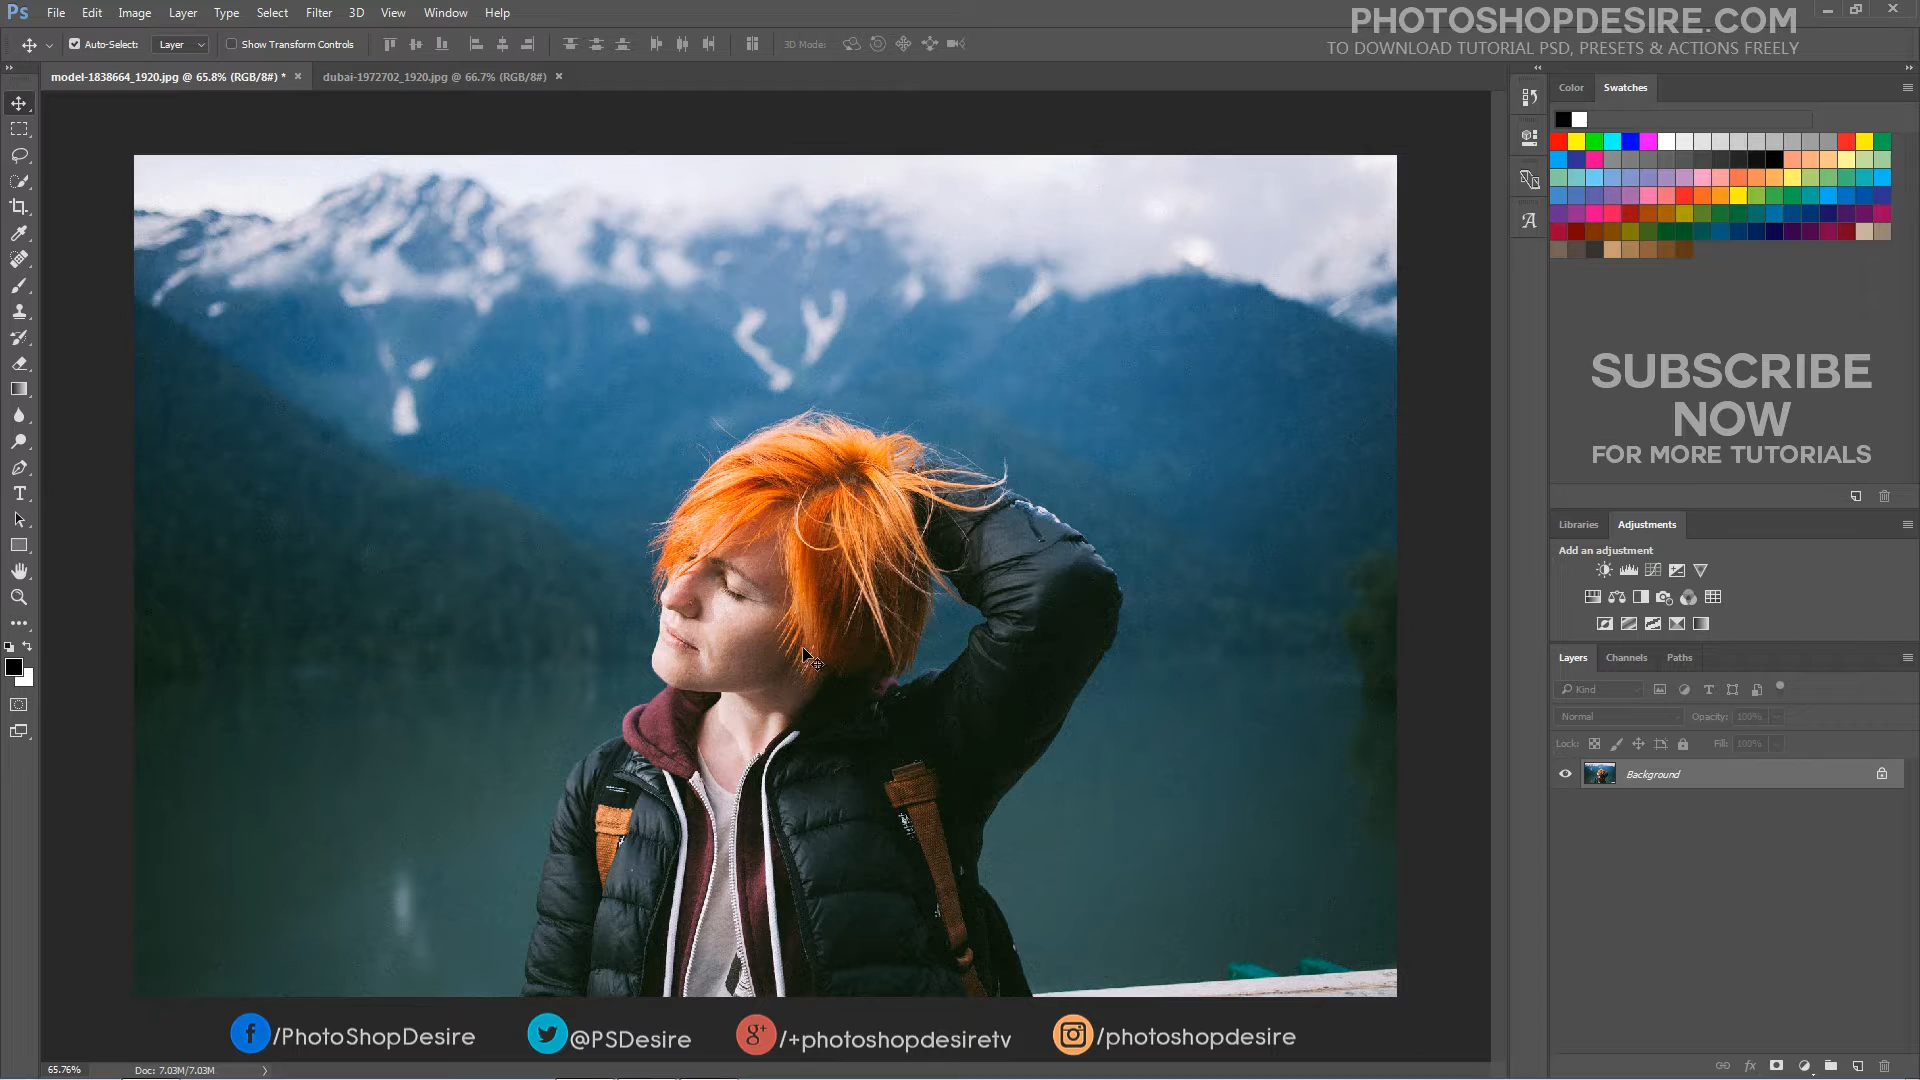 Ps File Edit Image Layer Type Select Filter 3D View Window Help
PHOTOSHOPDESIRE.COM
TO DOWNLOAD TUTORIAL PSD, PRESETS & ACTIONS FREELY
Auto-Select: Layer Show Transform Controls 3D Mode:
model-1838664_1920.jpg @ 65.8% (RGB/8#) * dubai-1972702_1920.jpg @ 66.7% (RGB/8#)
Color Swatches
SUBSCRIBE
NOW
FOR MORE TUTORIALS
Libraries Adjustments
Add an adjustment
Layers Channels Paths
Kind
Normal Opacity: 100%
Lock: Fill: 100%
Background
/PhotoShopDesire @PSDesire /+photoshopdesiretv /photoshopdesire
65.76% Doc: 7.03M/7.03M